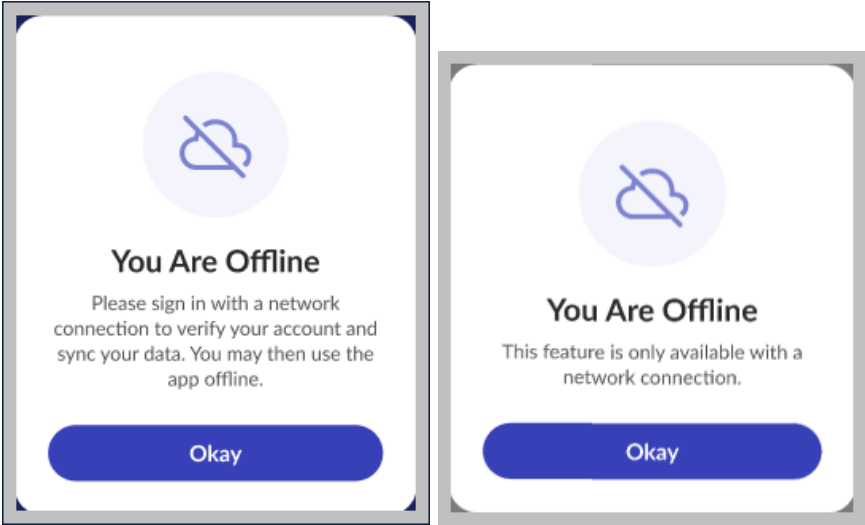 You Are Offline
Please sign in with a network
connection to verify your account and
sync your data. You may then use the
app offline.
Okay
You Are Offline
This feature is only available with a
network connection.
Okay